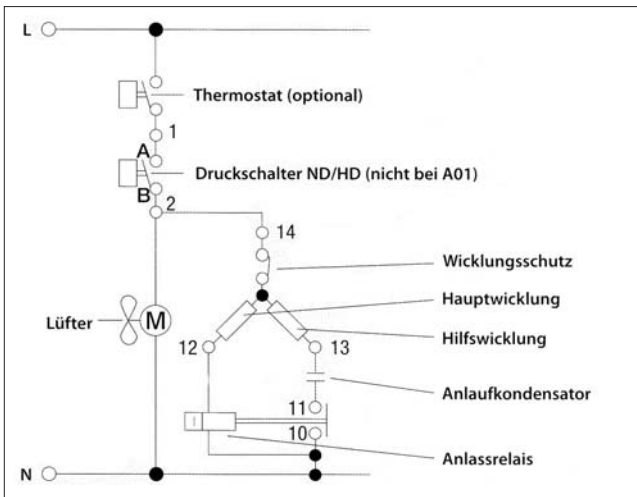 L
Thermostat (optional)
1
A
Druckschalter ND/HD (nicht bei A01)
B
2
14
Wicklungsschutz
Hauptwicklung
Lüfter
M
12
13
Hilfswicklung
Anlaufkondensator
11
10
Anlassrelais
N